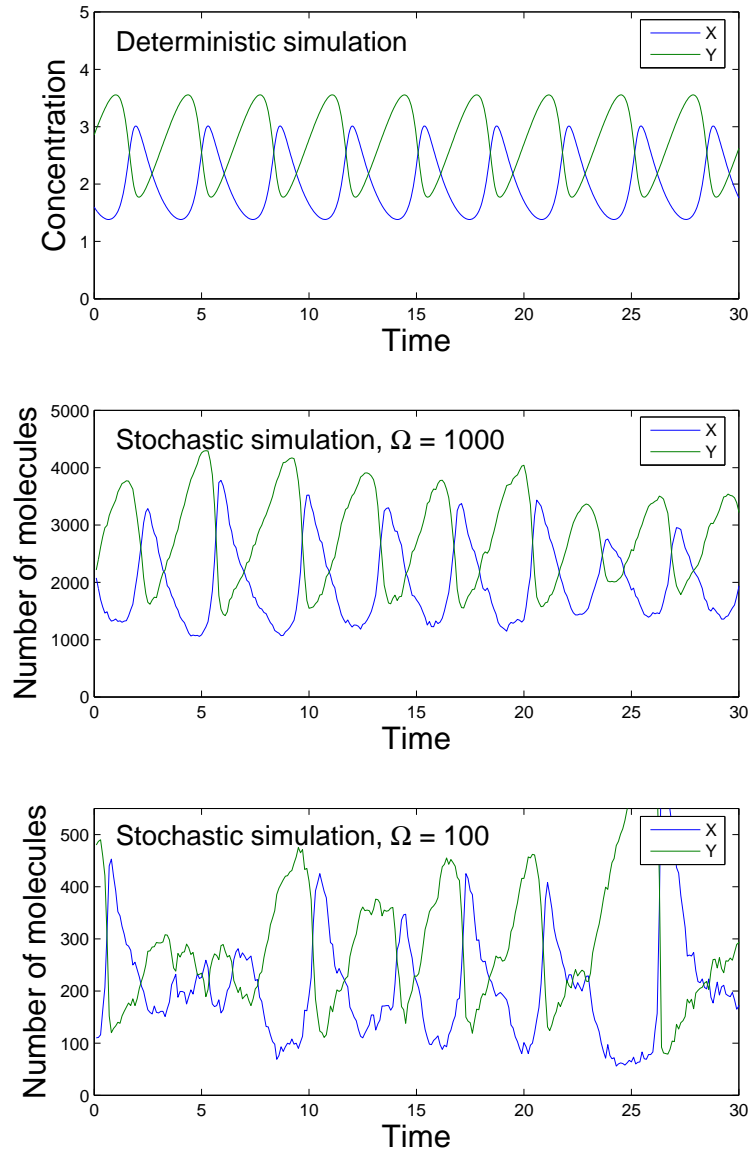 Deterministic simulation
X
Y
Concentration
5
4
3
2
1
0
0 5 10 15 20 25 30
Time
Stochastic simulation, Ω = 1000
X
Y
Number of molecules
5000
4000
3000
2000
1000
0
0 5 10 15 20 25 30
Time
Stochastic simulation, Ω = 100
X
Y
Number of molecules
500
400
300
200
100
0
0 5 10 15 20 25 30
Time